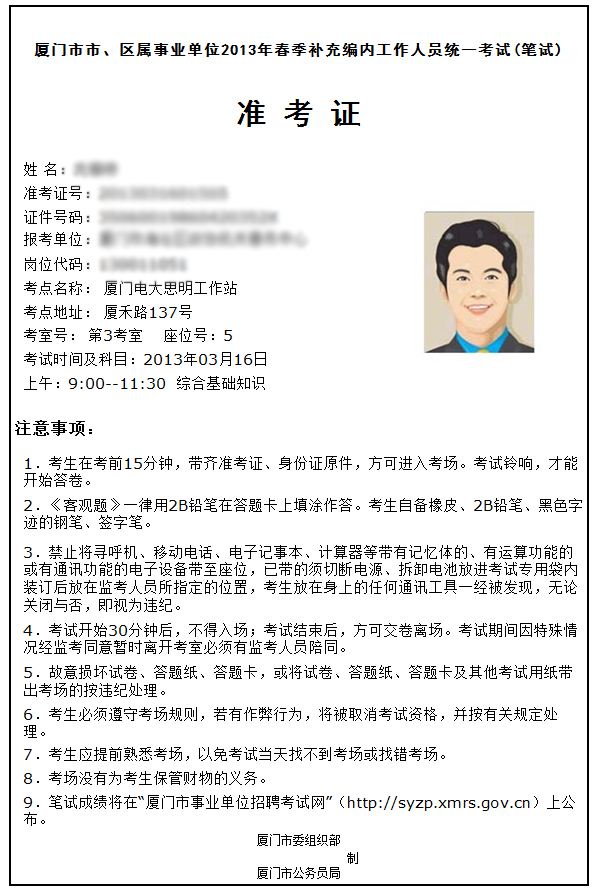 厦门市市、区属事业单位2013年春季补充编内工作人员统一考试(笔试)
准 考 证
姓 名：
准考证号：
证件号码：
报考单位：
岗位代码：
考点名称： 厦门电大思明工作站
考点地址： 厦禾路137号
考室号： 第3考室 座位号：5
考试时间及科目：2013年03月16日
上午：9:00--11:30 综合基础知识
注意事项：
1．考生在考前15分钟，带齐准考证、身份证原件，方可进入考场。考试铃响，才能
开始答卷。
2．《客观题》一律用2B铅笔在答题卡上填涂作答。考生自备橡皮、2B铅笔、黑色字
迹的钢笔、签字笔。
3．禁止将寻呼机、移动电话、电子记事本、计算器等带有记忆体的、有运算功能的
或有通讯功能的电子设备带至座位，已带的须切断电源、拆卸电池放进考试专用袋内
装订后放在监考人员所指定的位置，考生放在身上的任何通讯工具一经被发现，无论
关闭与否，即视为违纪。
4．考试开始30分钟后，不得入场；考试结束后，方可交卷离场。考试期间因特殊情
况经监考同意暂时离开考室必须有监考人员陪同。
5．故意损坏试卷、答题纸、答题卡，或将试卷、答题纸、答题卡及其他考试用纸带
出考场的按违纪处理。
6．考生必须遵守考场规则，若有作弊行为，将被取消考试资格，并按有关规定处
理。
7．考生应提前熟悉考场，以免考试当天找不到考场或找错考场。
8．考场没有为考生保管财物的义务。
9．笔试成绩将在“厦门市事业单位招聘考试网”（http://syzp.xmrs.gov.cn）上公
布。
厦门市委组织部
制
厦门市公务员局